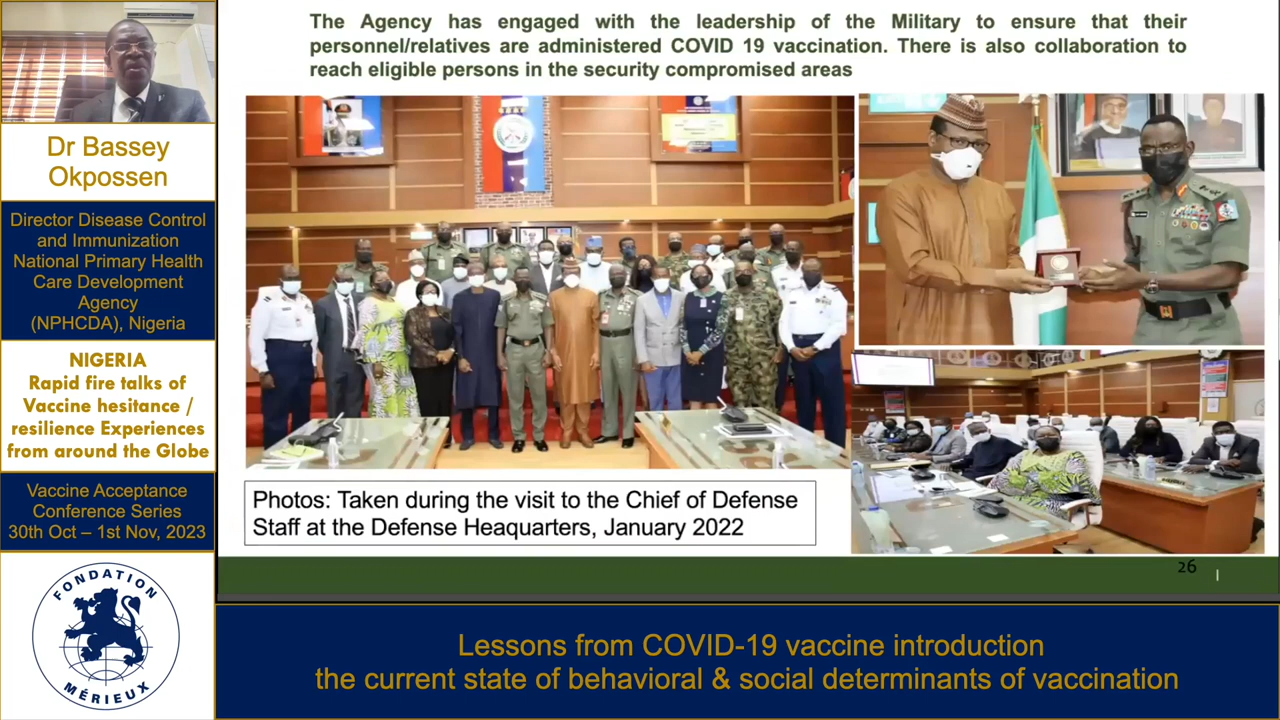 The Agency has engaged with the leadership of the Military to ensure that their
personnel/relatives are administered COVID 19 vaccination. There is also collaboration to
reach eligible persons in the security compromised areas
Dr Bassey
Okpossen
Director Disease Control
and Immunization
National Primary Health
Care Development
Agency
(NPHCDA), Nigeria
NIGERIA
Rapid fire talks of
Vaccine hesitance /
resilience Experiences
from around the Globe
Vaccine Acceptance
Conference Series
30th Oct – 1st Nov, 2023
FONDATION
MÉRIEUX
Photos: Taken during the visit to the Chief of Defense
Staff at the Defense Heaquarters, January 2022
26
Lessons from COVID-19 vaccine introduction
the current state of behavioral & social determinants of vaccination